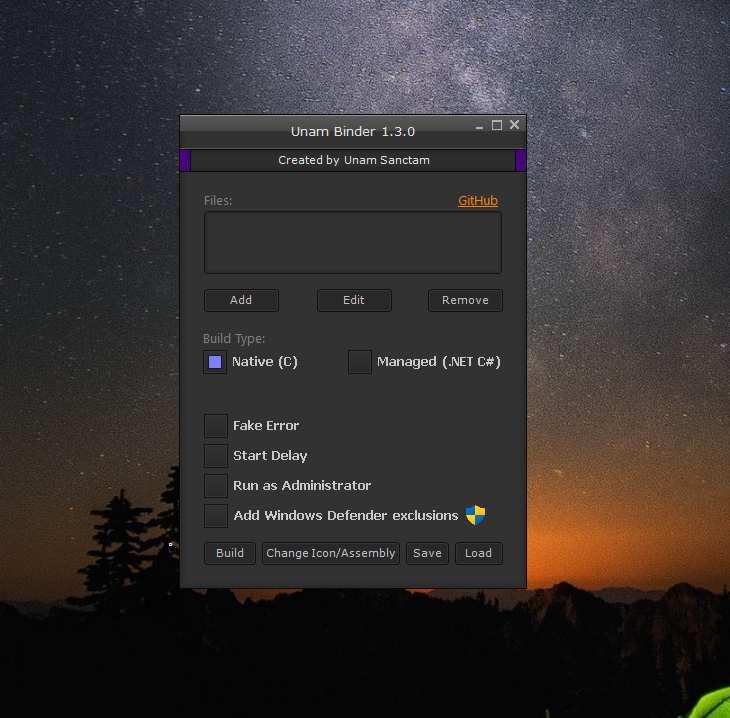 Unam Binder 1.3.0
Created by Unam Sanctam
Files: GitHub
Add Edit Remove
Build Type:
Native (C) Managed (.NET C#)
Fake Error
Start Delay
Run as Administrator
Add Windows Defender exclusions
Build Change Icon/Assembly Save Load